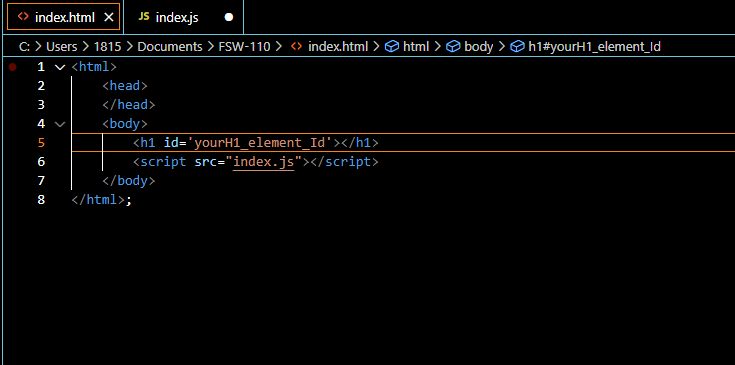 index.html
JS index.js
C: > Users > 1815 > Documents > FSW-110 > index.html > html > body > h1#yourH1_element_Id
1 <html>
2 <head>
3 </head>
4 <body>
5 <h1 id='yourH1_element_Id'></h1>
6 <script src="index.js"></script>
7 </body>
8 </html>;